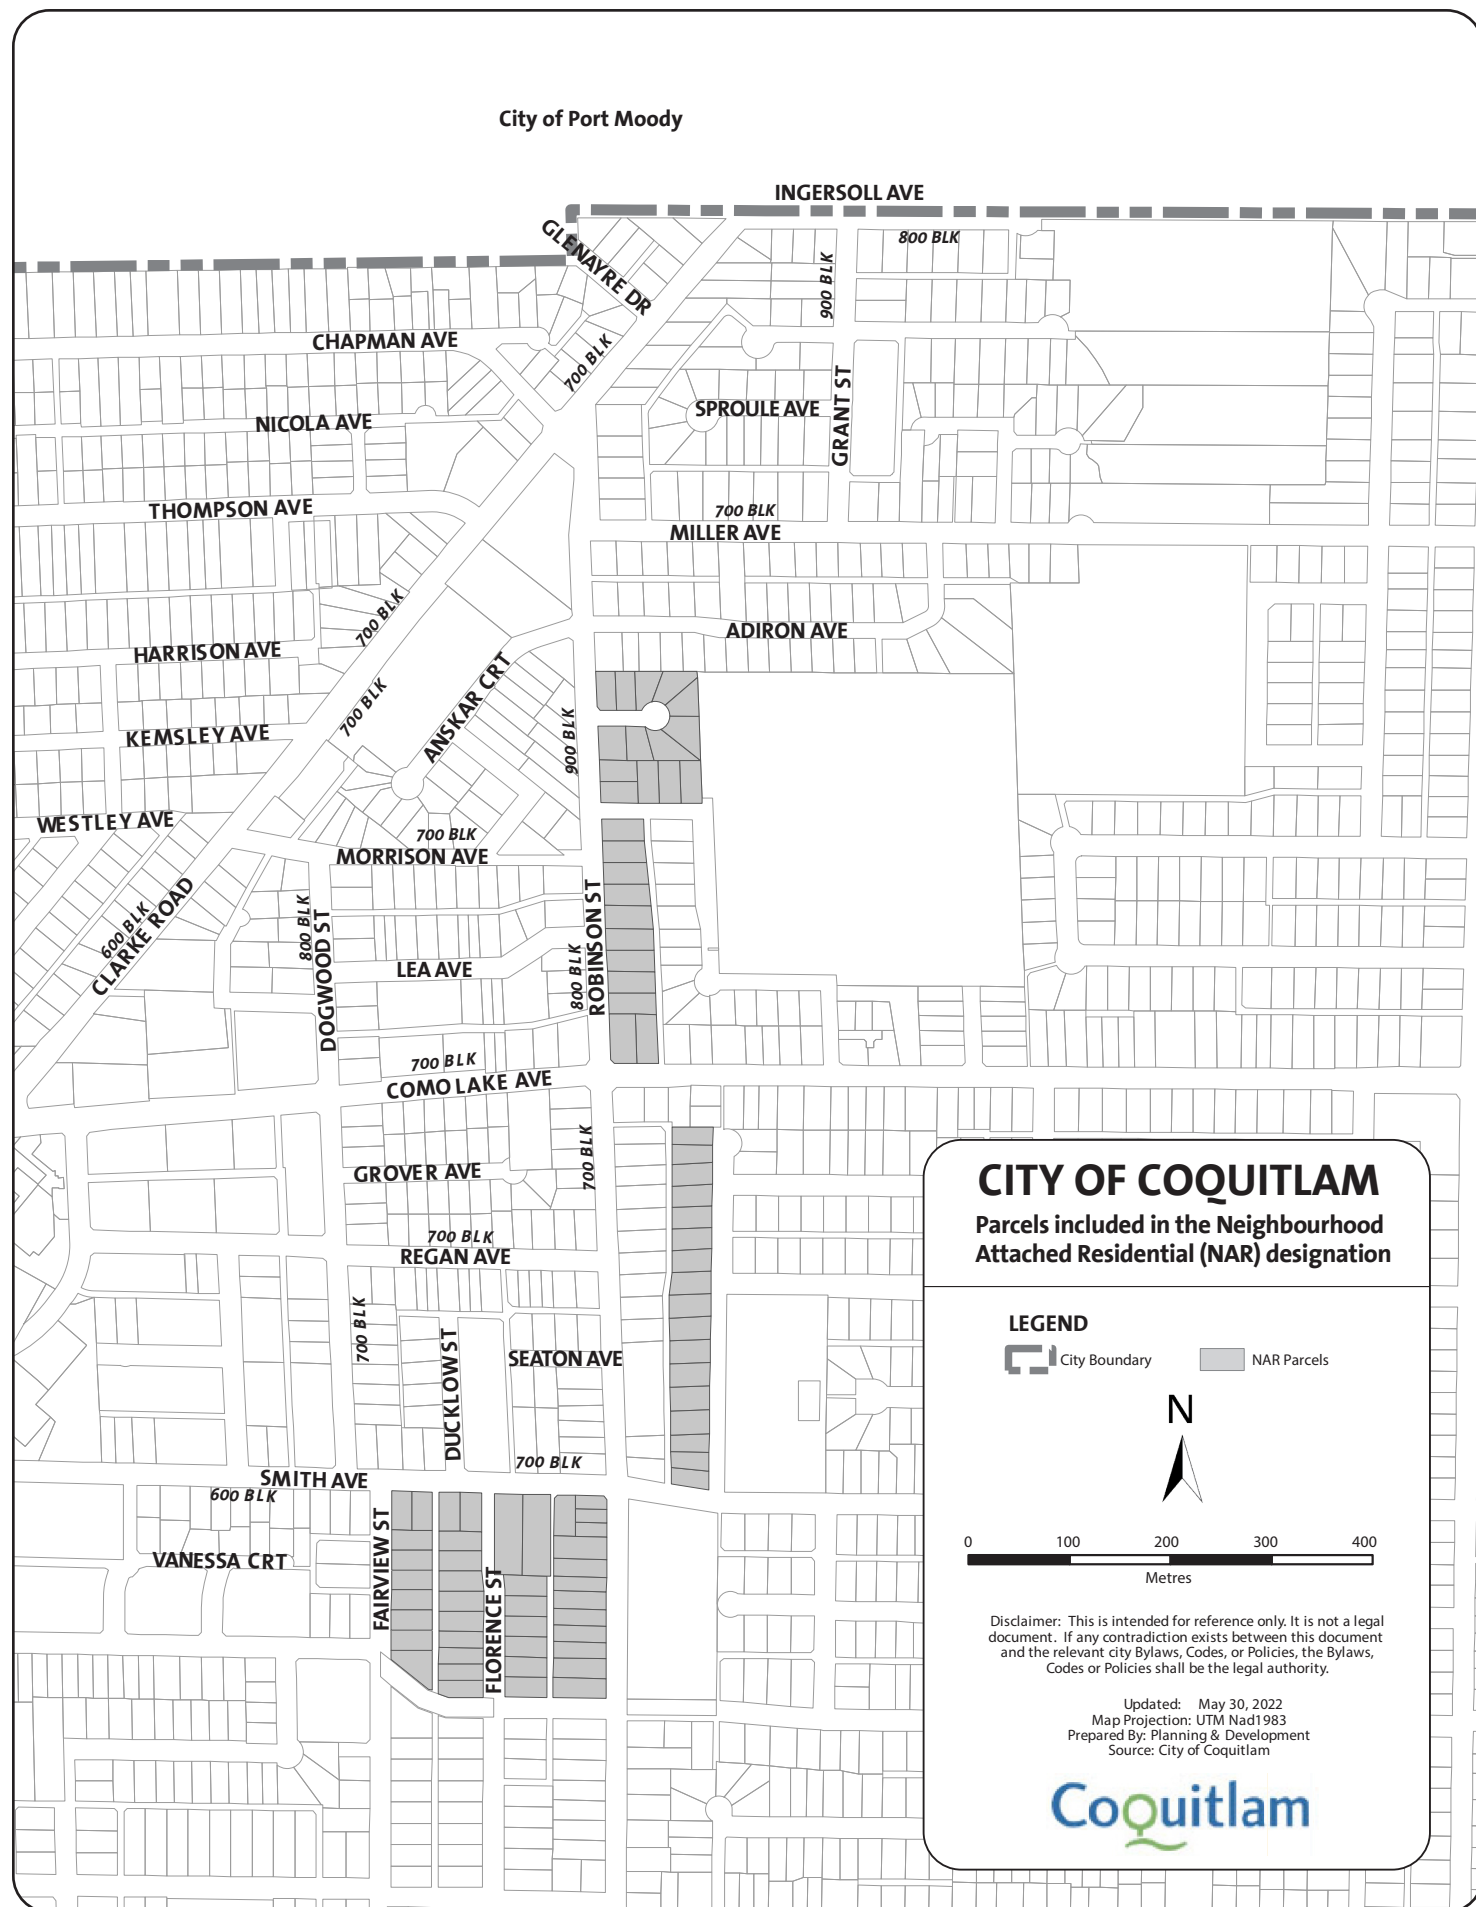 City of Port Moody
INGERSOLL AVE
GLENAYRE DR
800 BLK
900 BLK
CHAPMAN AVE
700 BLK
GRANT ST
SPROULE AVE
NICOLA AVE
THOMPSON AVE
700 BLK
MILLER AVE
700 BLK
ADIRON AVE
HARRISON AVE
ANSKAR CRT
700 BLK
900 BLK
KEMSLEY AVE
WESTLEY AVE
700 BLK
MORRISON AVE
600 BLK
CLARKE ROAD
800 BLK
DOGWOOD ST
ROBINSON ST
800 BLK
LEA AVE
700 BLK
COMO LAKE AVE
700 BLK
GROVER AVE
700 BLK
REGAN AVE
700 BLK
DUCKLOW ST
SEATON AVE
700 BLK
SMITH AVE
600 BLK
FAIRVIEW ST
VANESSA CRT
FLORENCE ST
CITY OF COQUITLAM
Parcels included in the Neighbourhood
Attached Residential (NAR) designation
LEGEND
City Boundary
NAR Parcels
N
0 100 200 300 400
Metres
Disclaimer: This is intended for reference only. It is not a legal
document. If any contradiction exists between this document
and the relevant city Bylaws, Codes, or Policies, the Bylaws,
Codes or Policies shall be the legal authority.
Updated: May 30, 2022
Map Projection: UTM Nad1983
Prepared By: Planning & Development
Source: City of Coquitlam
Coquitlam